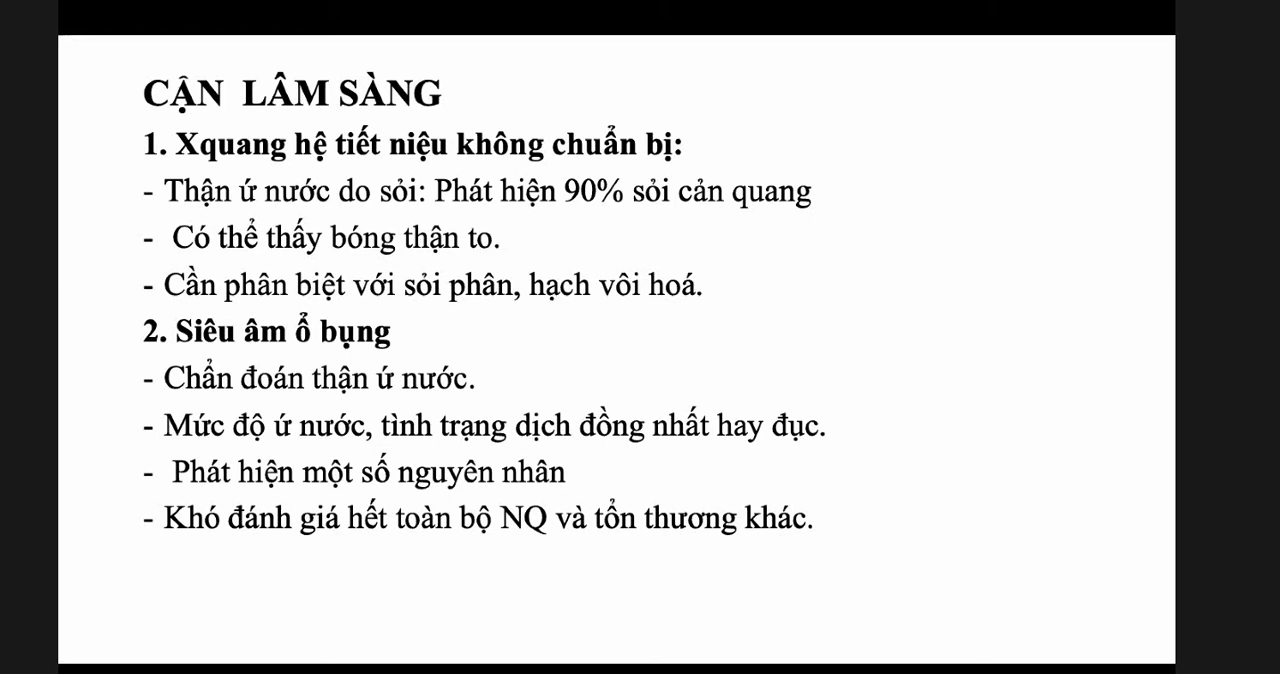 CẬN LÂM SÀNG
1. Xquang hệ tiết niệu không chuẩn bị:
- Thận ứ nước do sỏi: Phát hiện 90% sỏi cản quang
- Có thể thấy bóng thận to.
- Cần phân biệt với sỏi phân, hạch vôi hoá.
2. Siêu âm ổ bụng
- Chẩn đoán thận ứ nước.
- Mức độ ứ nước, tình trạng dịch đồng nhất hay đục.
- Phát hiện một số nguyên nhân
- Khó đánh giá hết toàn bộ NQ và tổn thương khác.